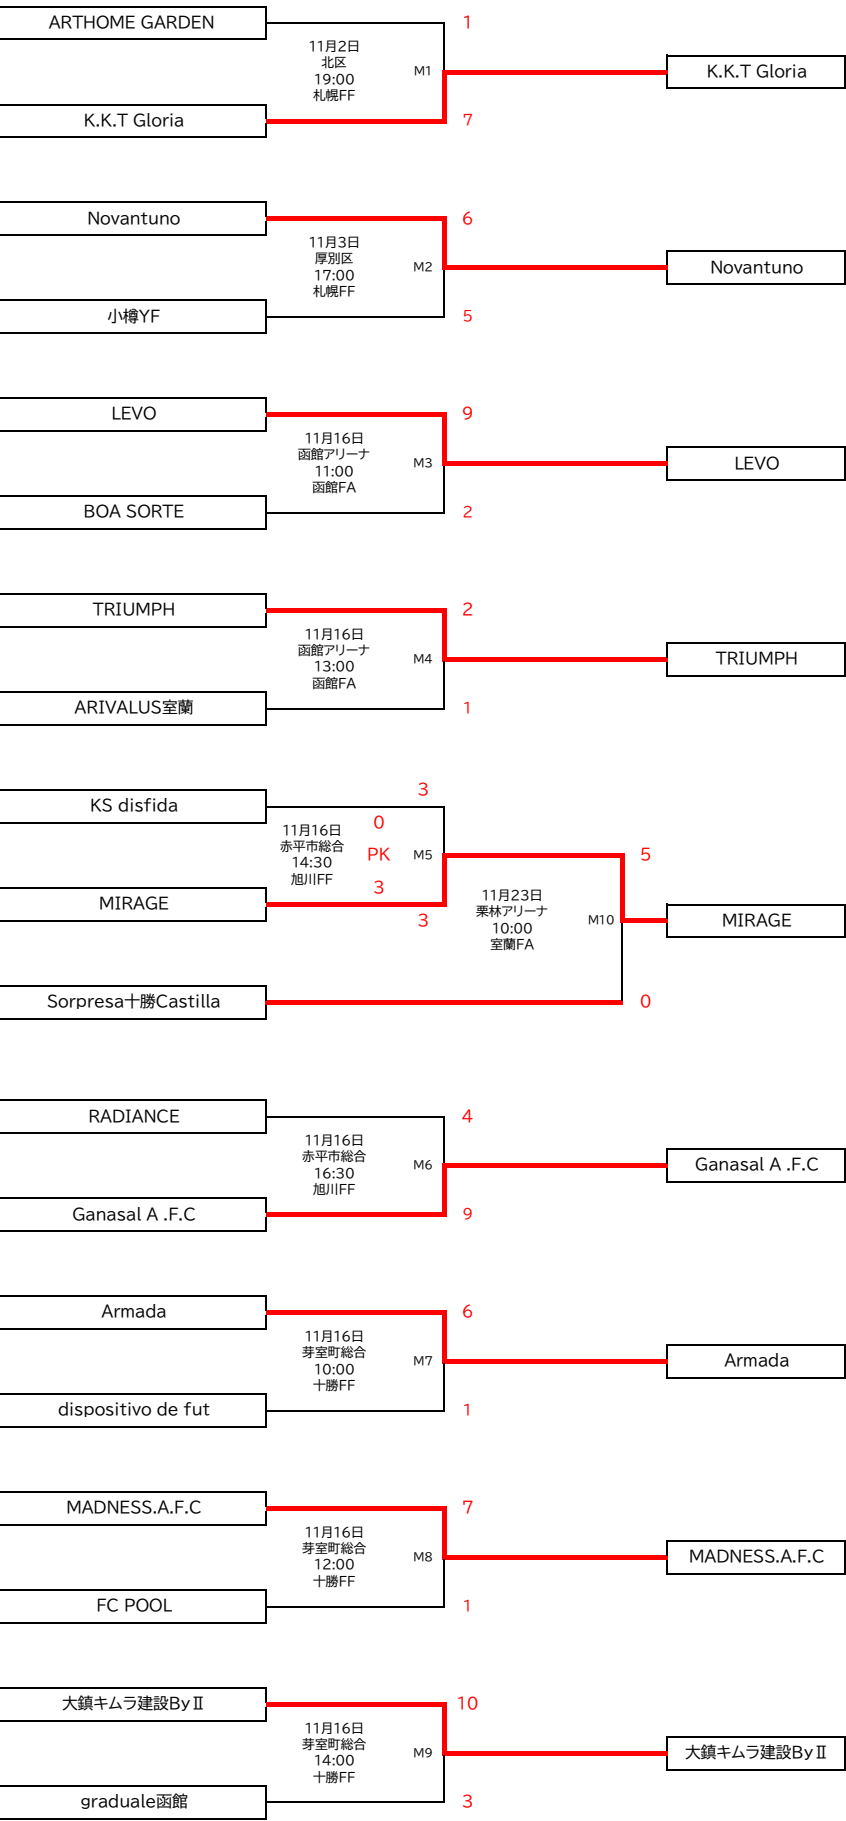 ARTHOME GARDEN
1
11月2日
北区
19:00
札幌FF
M1
K.K.T Gloria
K.K.T Gloria
7
Novantuno
6
11月3日
厚別区
17:00
札幌FF
M2
Novantuno
小樽YF
5
LEVO
9
11月16日
函館アリーナ
11:00
函館FA
M3
LEVO
BOA SORTE
2
TRIUMPH
2
11月16日
函館アリーナ
13:00
函館FA
M4
TRIUMPH
ARIVALUS室蘭
1
KS disfida
3
11月16日
赤平市総合
14:30
旭川FF
0
PK
3
M5
5
MIRAGE
3
11月23日
栗林アリーナ
10:00
室蘭FA
M10
MIRAGE
Sorpresa十勝Castilla
0
RADIANCE
4
11月16日
赤平市総合
16:30
旭川FF
M6
Ganasal A .F.C
Ganasal A .F.C
9
Armada
6
11月16日
芽室町総合
10:00
十勝FF
M7
Armada
dispositivo de fut
1
MADNESS.A.F.C
7
11月16日
芽室町総合
12:00
十勝FF
M8
MADNESS.A.F.C
FC POOL
1
大鎮キムラ建設ByⅡ
10
11月16日
芽室町総合
14:00
十勝FF
M9
大鎮キムラ建設ByⅡ
graduale函館
3